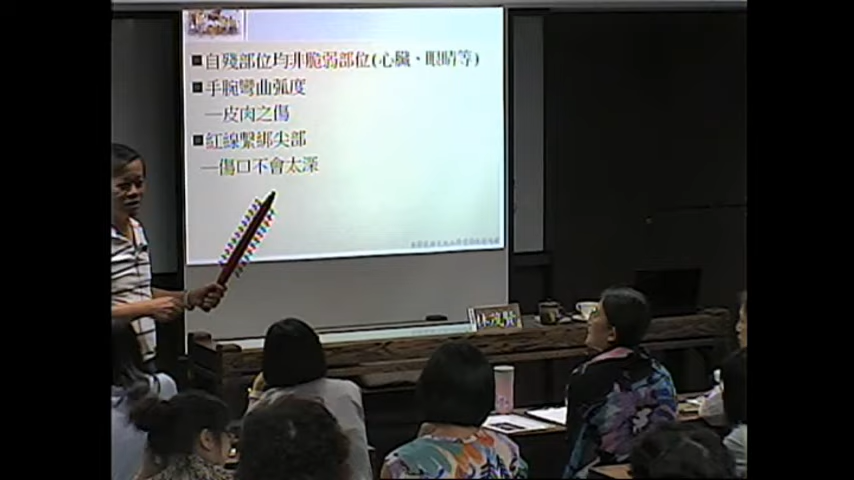 ■自殘部位均非脆弱部位(心臟、眼睛等)
■手腕彎曲弧度
—皮肉之傷
■紅線繫綁尖部
—傷口不會太深
林茂賢